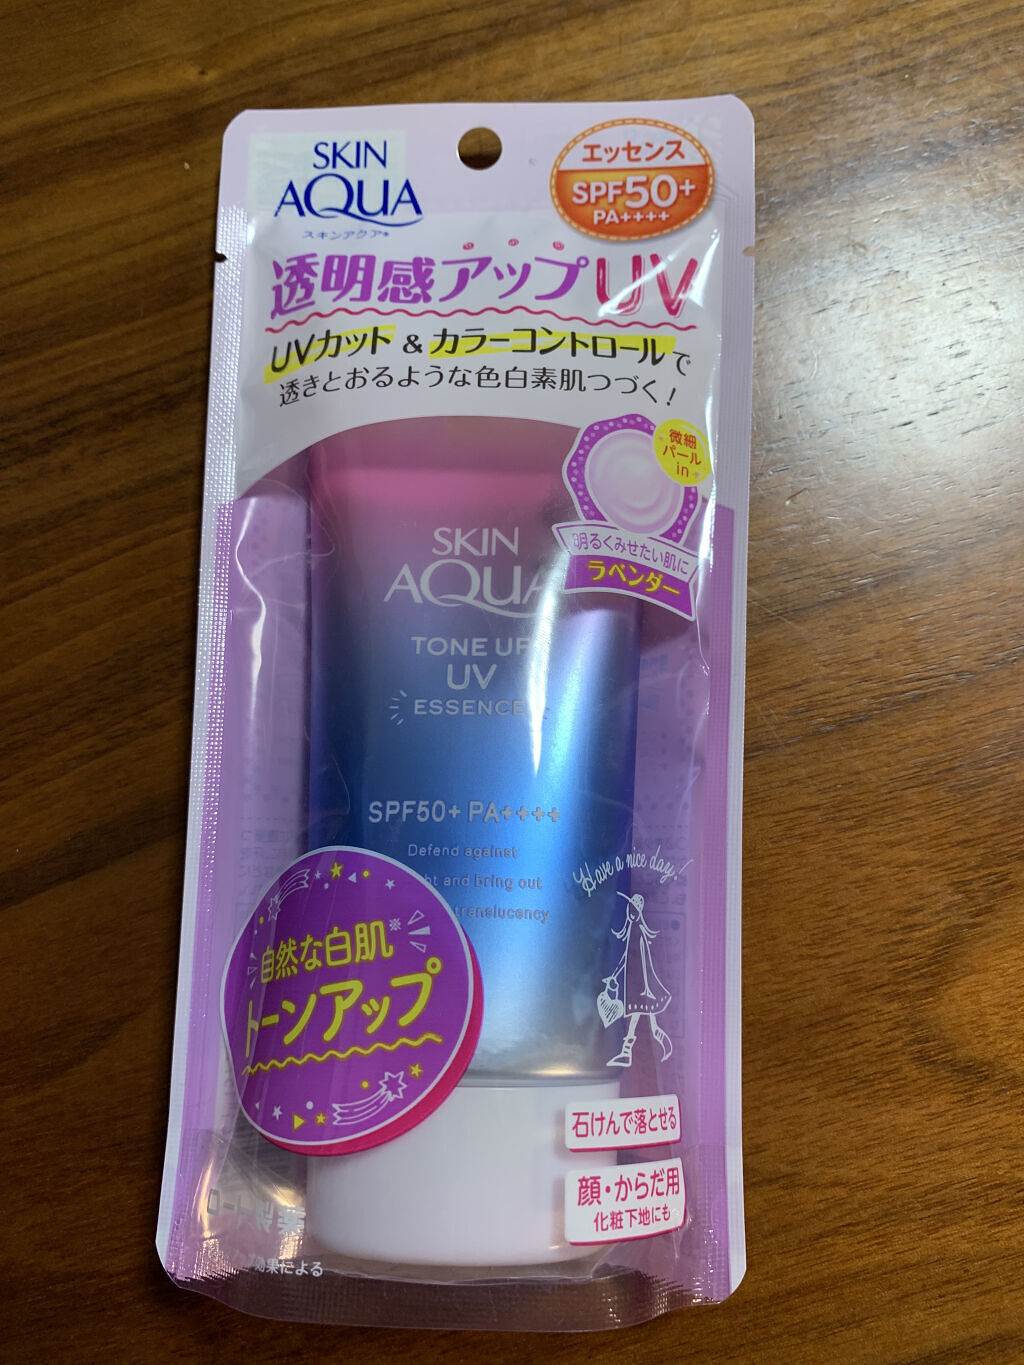 SKIN
AQUA
スキンアクア®
エッセンス
SPF50+
PA++++
透明感アップUV
UVカット & カラーコントロールで
透きとおるような色白素肌つづく!
微細
パール
in
明るくみせたい肌に
ラベンダー
SKIN
AQUA
TONE UP
UV
ESSENCE
SPF50+ PA++++
Defend against
and bring out
translucency
Have a nice day!
自然な白肌※
トーンアップ
石けんで落とせる
顔・からだ用
化粧下地にも
ロート製薬
効果による